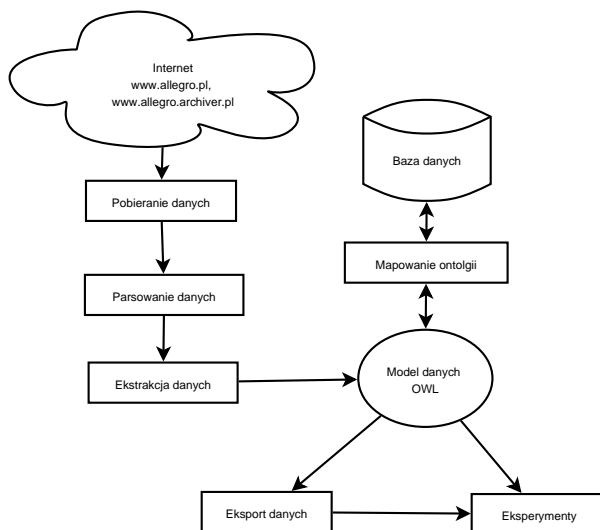 Internet
www.allegro.pl,
www.allegro.archiver.pl
Baza danych
Pobieranie danych
Mapowanie ontolgii
Parsowanie danych
Model danych
OWL
Ekstrakcja danych
Eksport danych
Eksperymenty